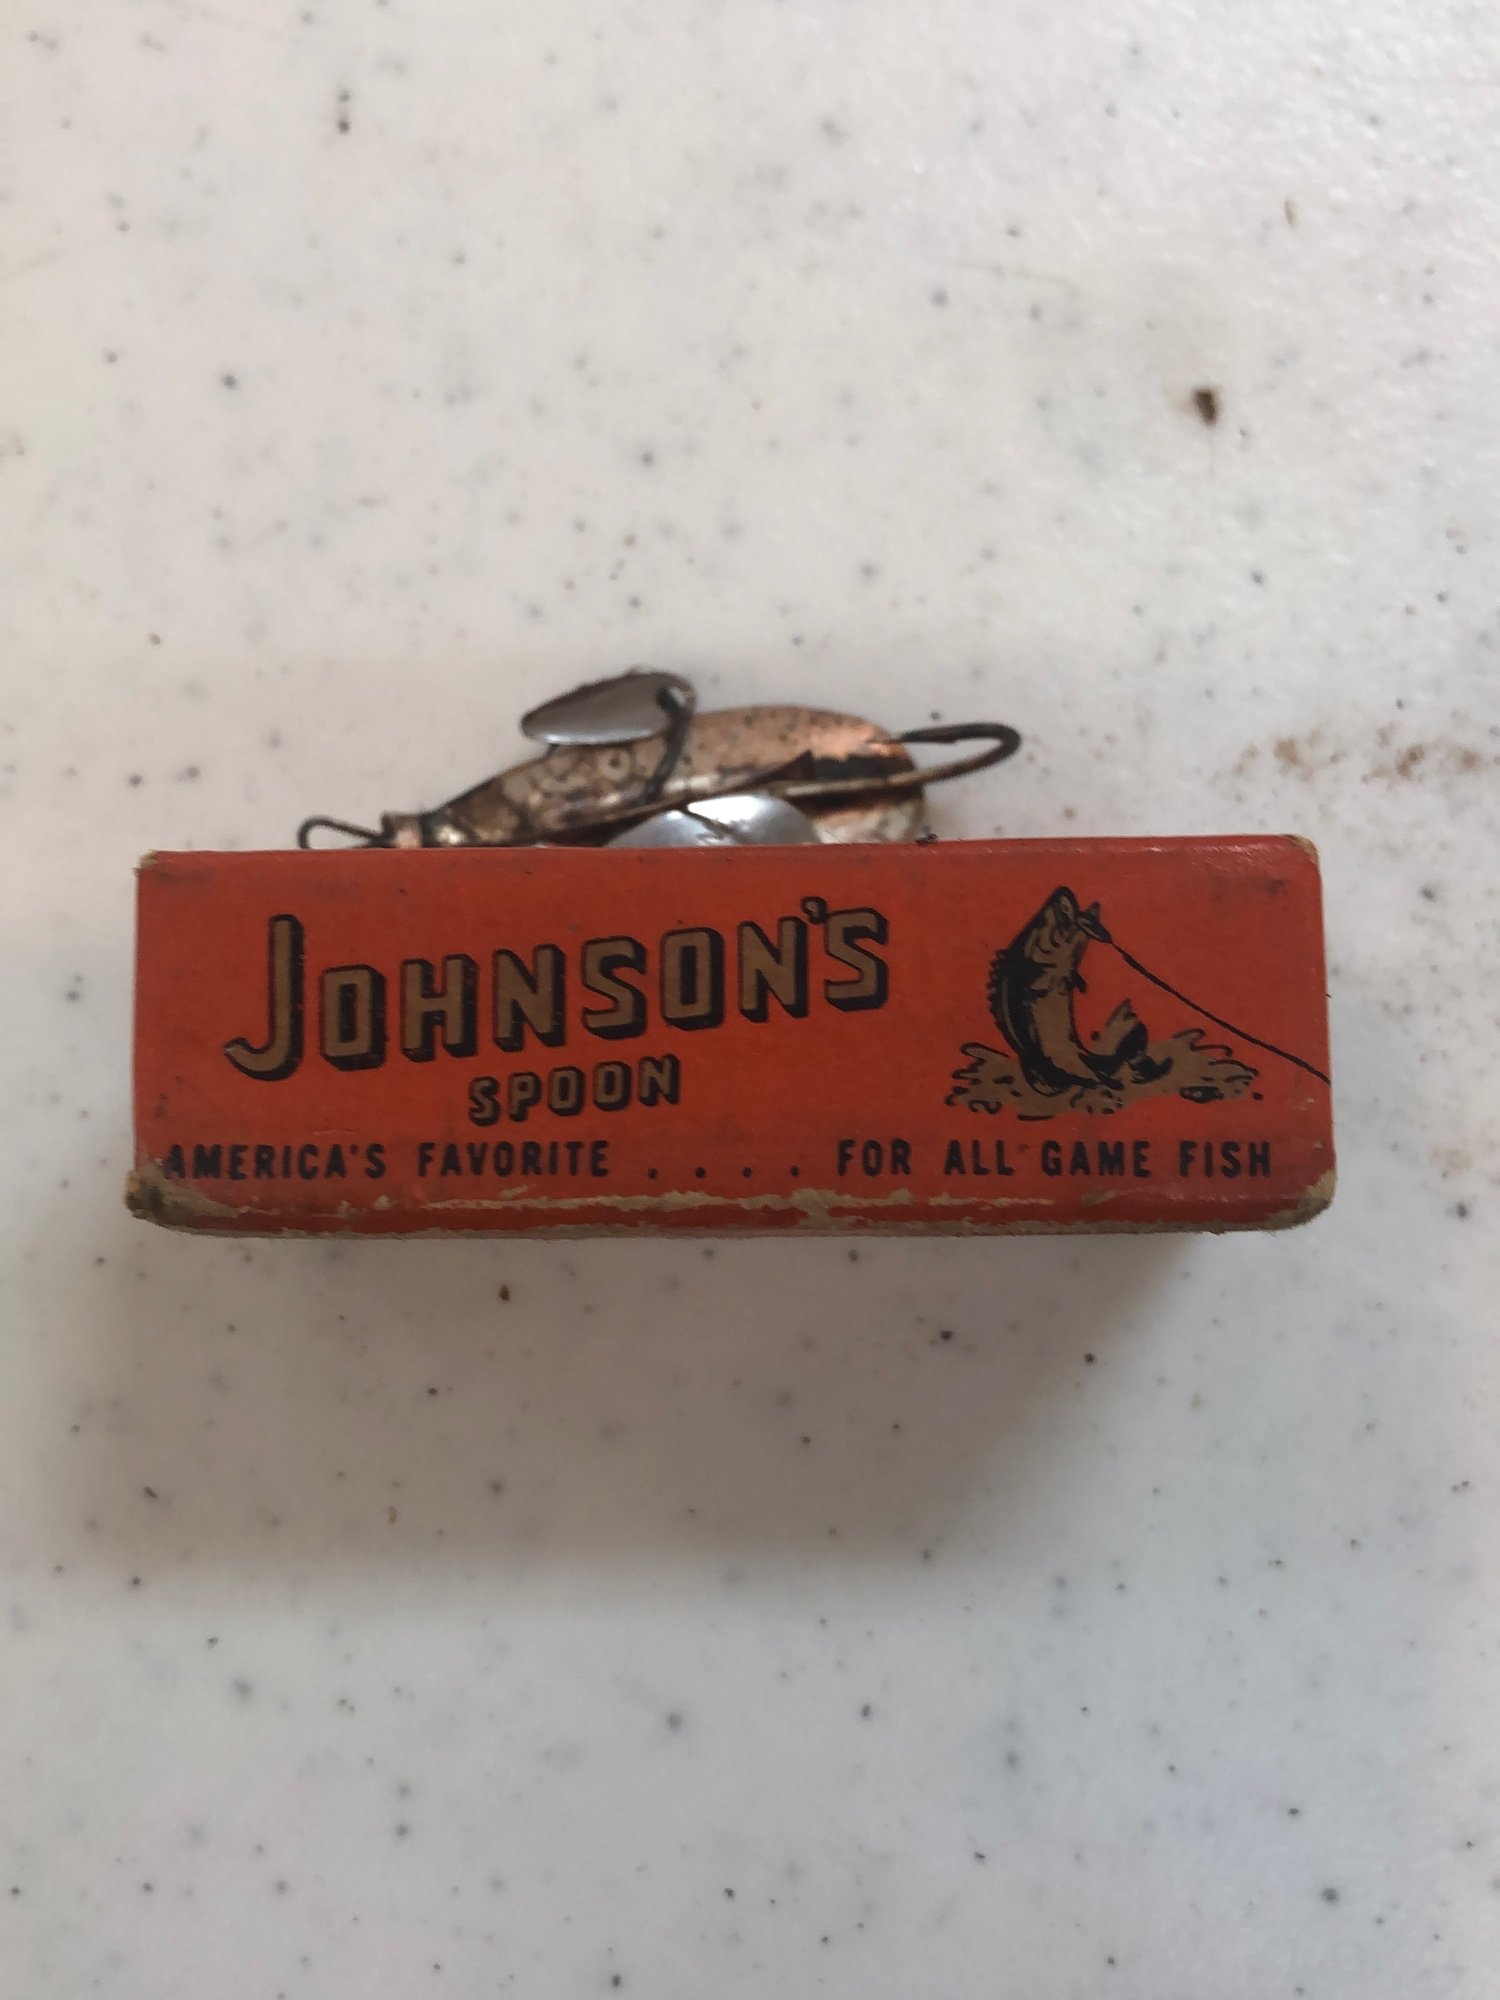 JOHNSON'S
SPOON
AMERICA'S FAVORITE .... FOR ALL GAME FISH